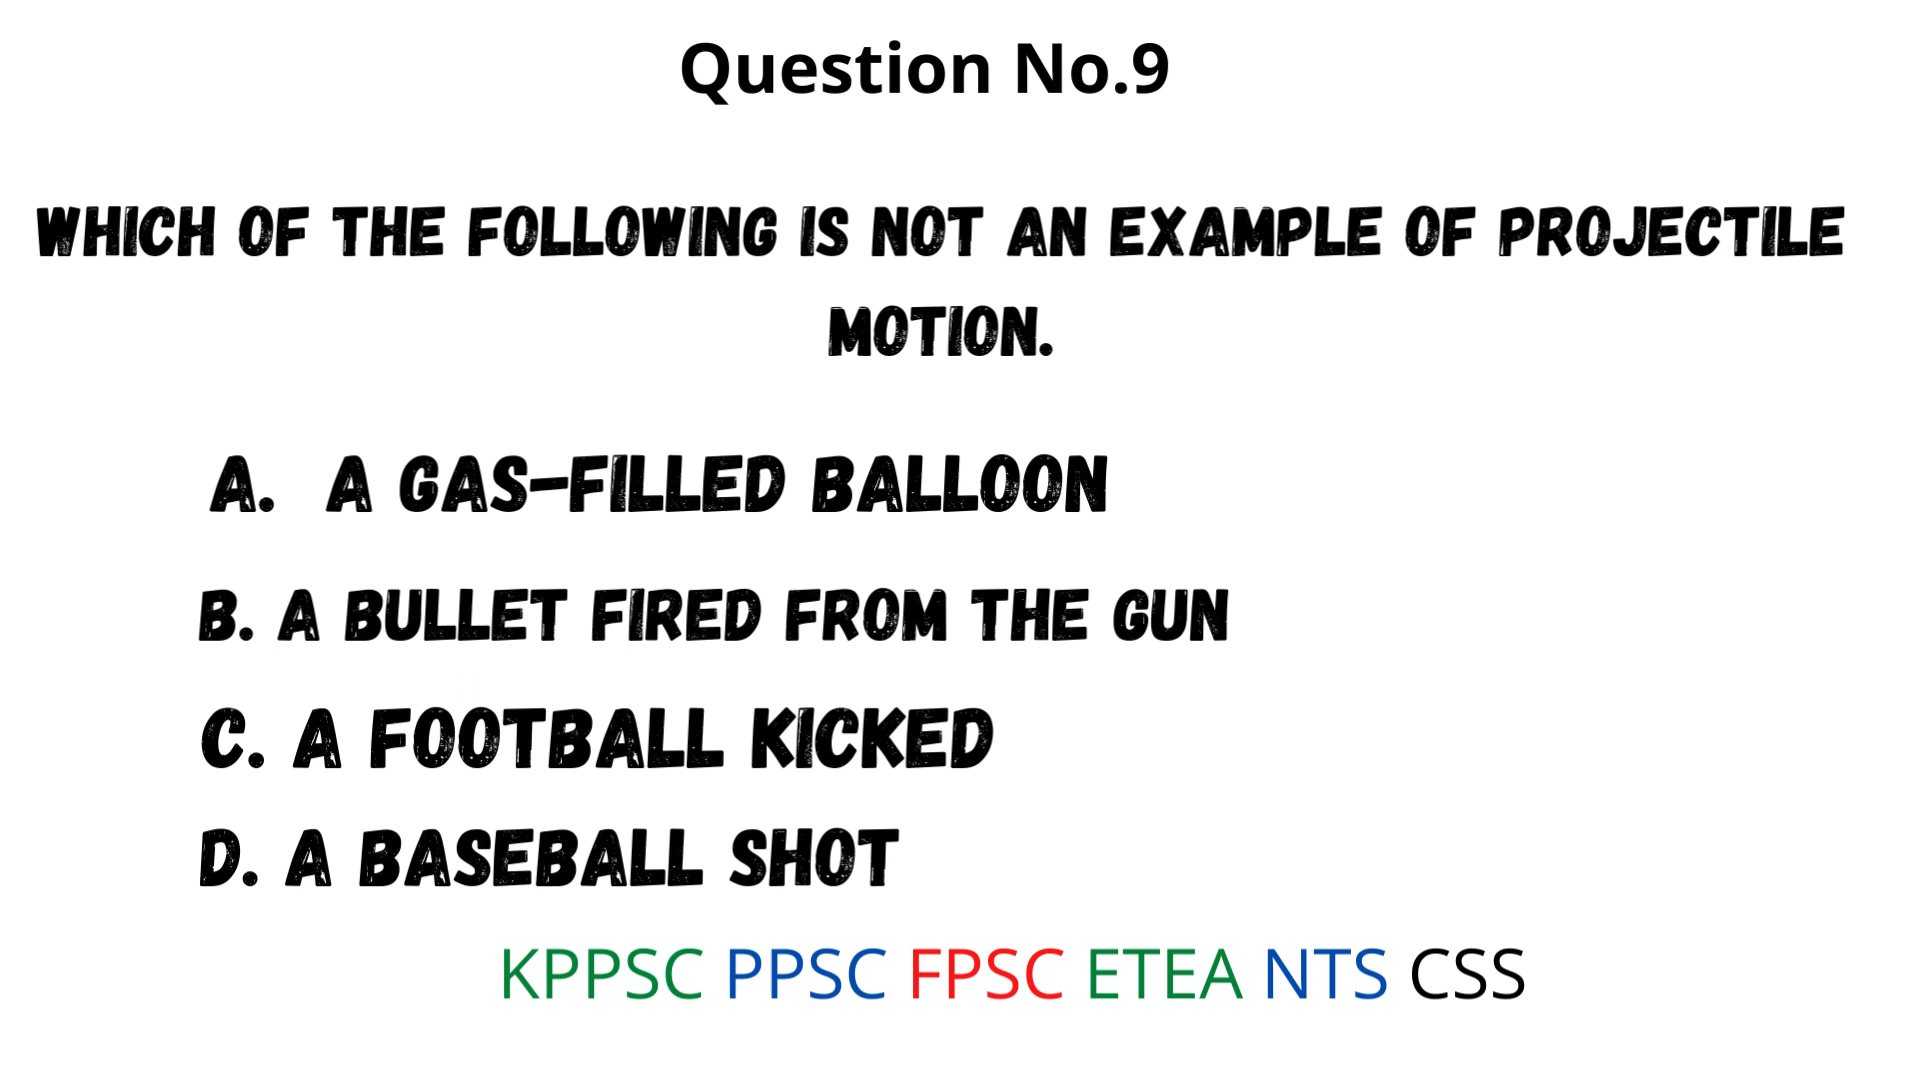 Question No.9
WHICH OF THE FOLLOWING IS NOT AN EXAMPLE OF PROJECTILE
MOTION.
A. A GAS-FILLED BALLOON
B. A BULLET FIRED FROM THE GUN
C. A FOOTBALL KICKED
D. A BASEBALL SHOT
KPPSC PPSC FPSC ETEA NTS CSS